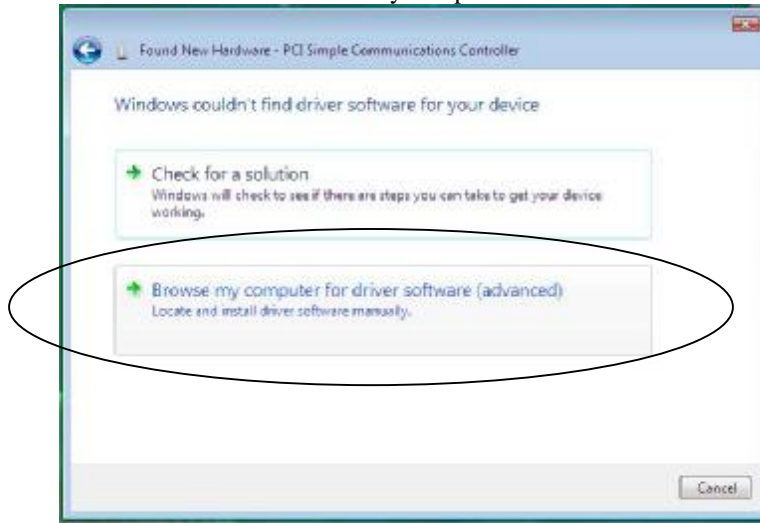 Found New Hardware - PCI Simple Communications Controller
Windows couldn't find driver software for your device
Check for a solution
Windows will check to see if there are steps you can take to get your device
working.
Browse my computer for driver software (advanced)
Locate and install driver software manually.
Cancel